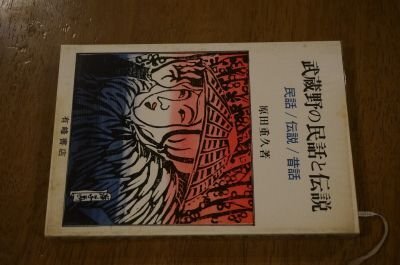 武蔵野の民話と伝説
民話/伝説/昔話
原田重久著
有峰書店